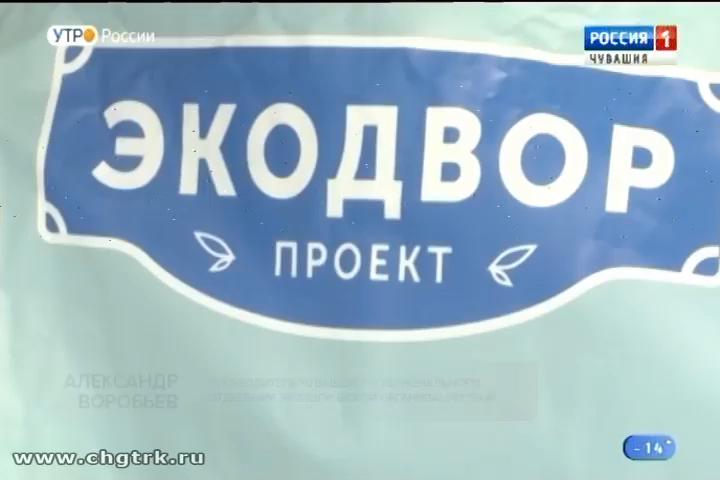 УТРО России
РОССИЯ 1
ЧУВАШИЯ
ЭКОДВОР
ПРОЕКТ
АЛЕКСАНДР
ВОРОБЬЕВ
-14°
www.chgtrk.ru